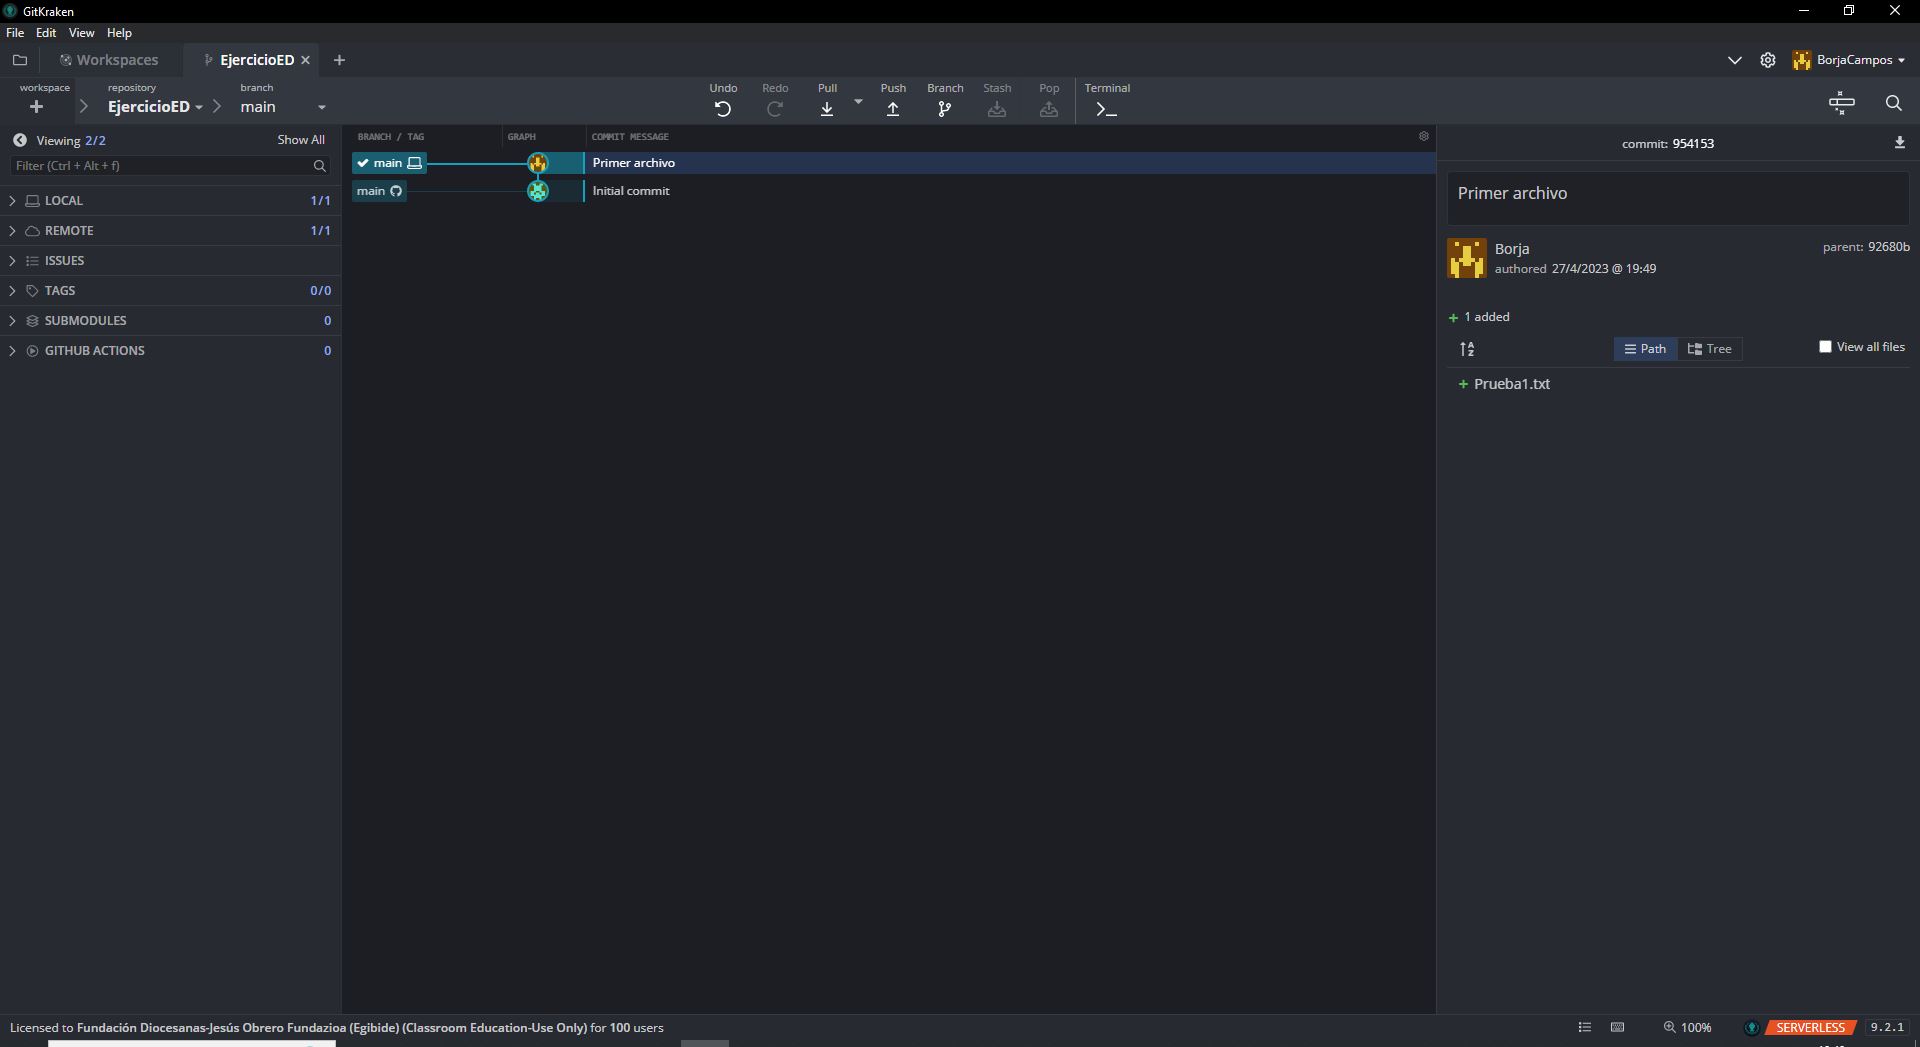 GitKraken
File Edit View Help
Workspaces EjercicioED BorjaCampos
workspace repository branch
EjercicioED main
Undo Redo Pull Push Branch Stash Pop Terminal
Viewing 2/2 Show All
Filter (Ctrl + Alt + f)
LOCAL 1/1
REMOTE 1/1
ISSUES
TAGS 0/0
SUBMODULES 0
GITHUB ACTIONS 0
BRANCH / TAG GRAPH COMMIT MESSAGE
main Primer archivo
main Initial commit
commit: 954153
Primer archivo
Borja parent: 92680b
authored 27/4/2023 @ 19:49
1 added
Path Tree View all files
Prueba1.txt
Licensed to Fundación Diocesanas-Jesús Obrero Fundazioa (Egibide) (Classroom Education-Use Only) for 100 users
100% SERVERLESS 9.2.1